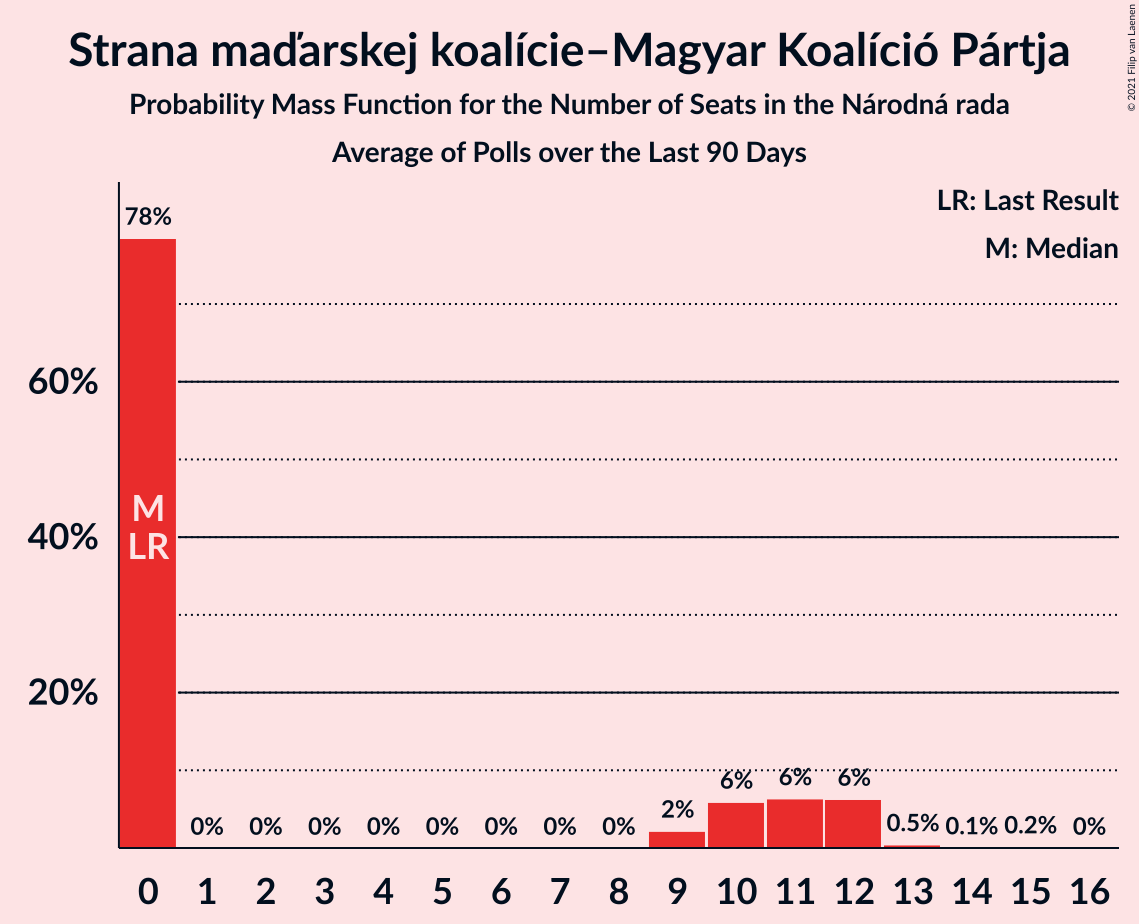 Strana maďarskej koalície–Magyar Koalíció Pártja
Probability Mass Function for the Number of Seats in the Národná rada
Average of Polls over the Last 90 Days
© 2021 Filip van Laenen
LR: Last Result
M: Median
78%
60%
40%
20%
M
LR
0% 0% 0% 0% 0% 0% 0% 0% 2% 6% 6% 6% 0.5% 0.1% 0.2% 0%
0 1 2 3 4 5 6 7 8 9 10 11 12 13 14 15 16